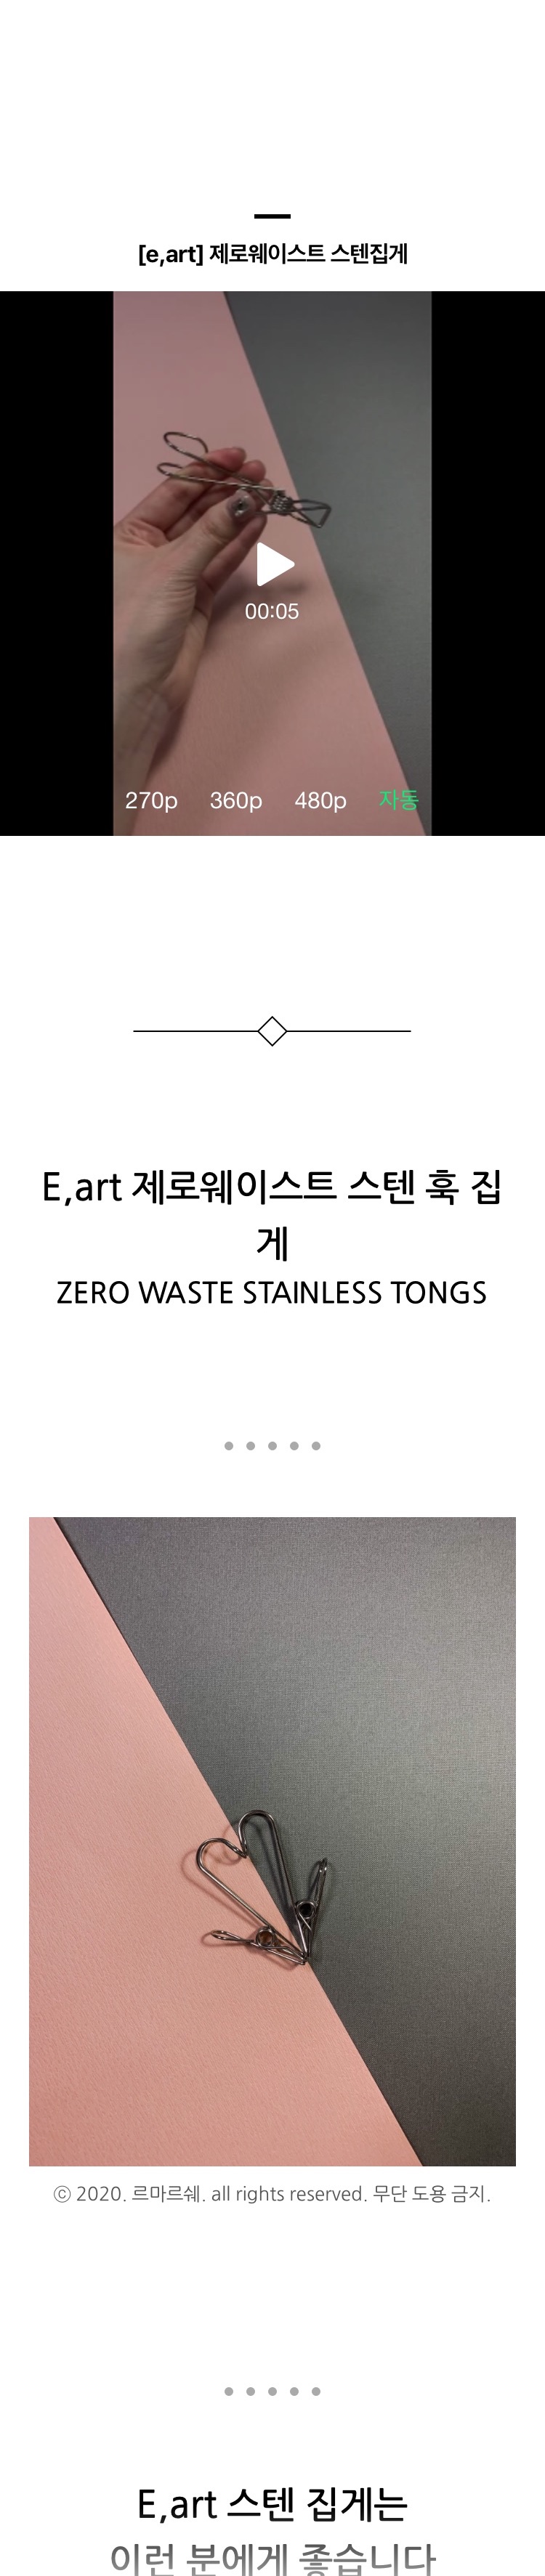 [e,art] 제로웨이스트 스텐집게
00:05
270p 360p 480p 자동
E,art 제로웨이스트 스텐 훅 집
게
ZERO WASTE STAINLESS TONGS
ⓒ 2020. 르마르쉐. all rights reserved. 무단 도용 금지.
E,art 스텐 집게는
이런 분에게 좋습니다